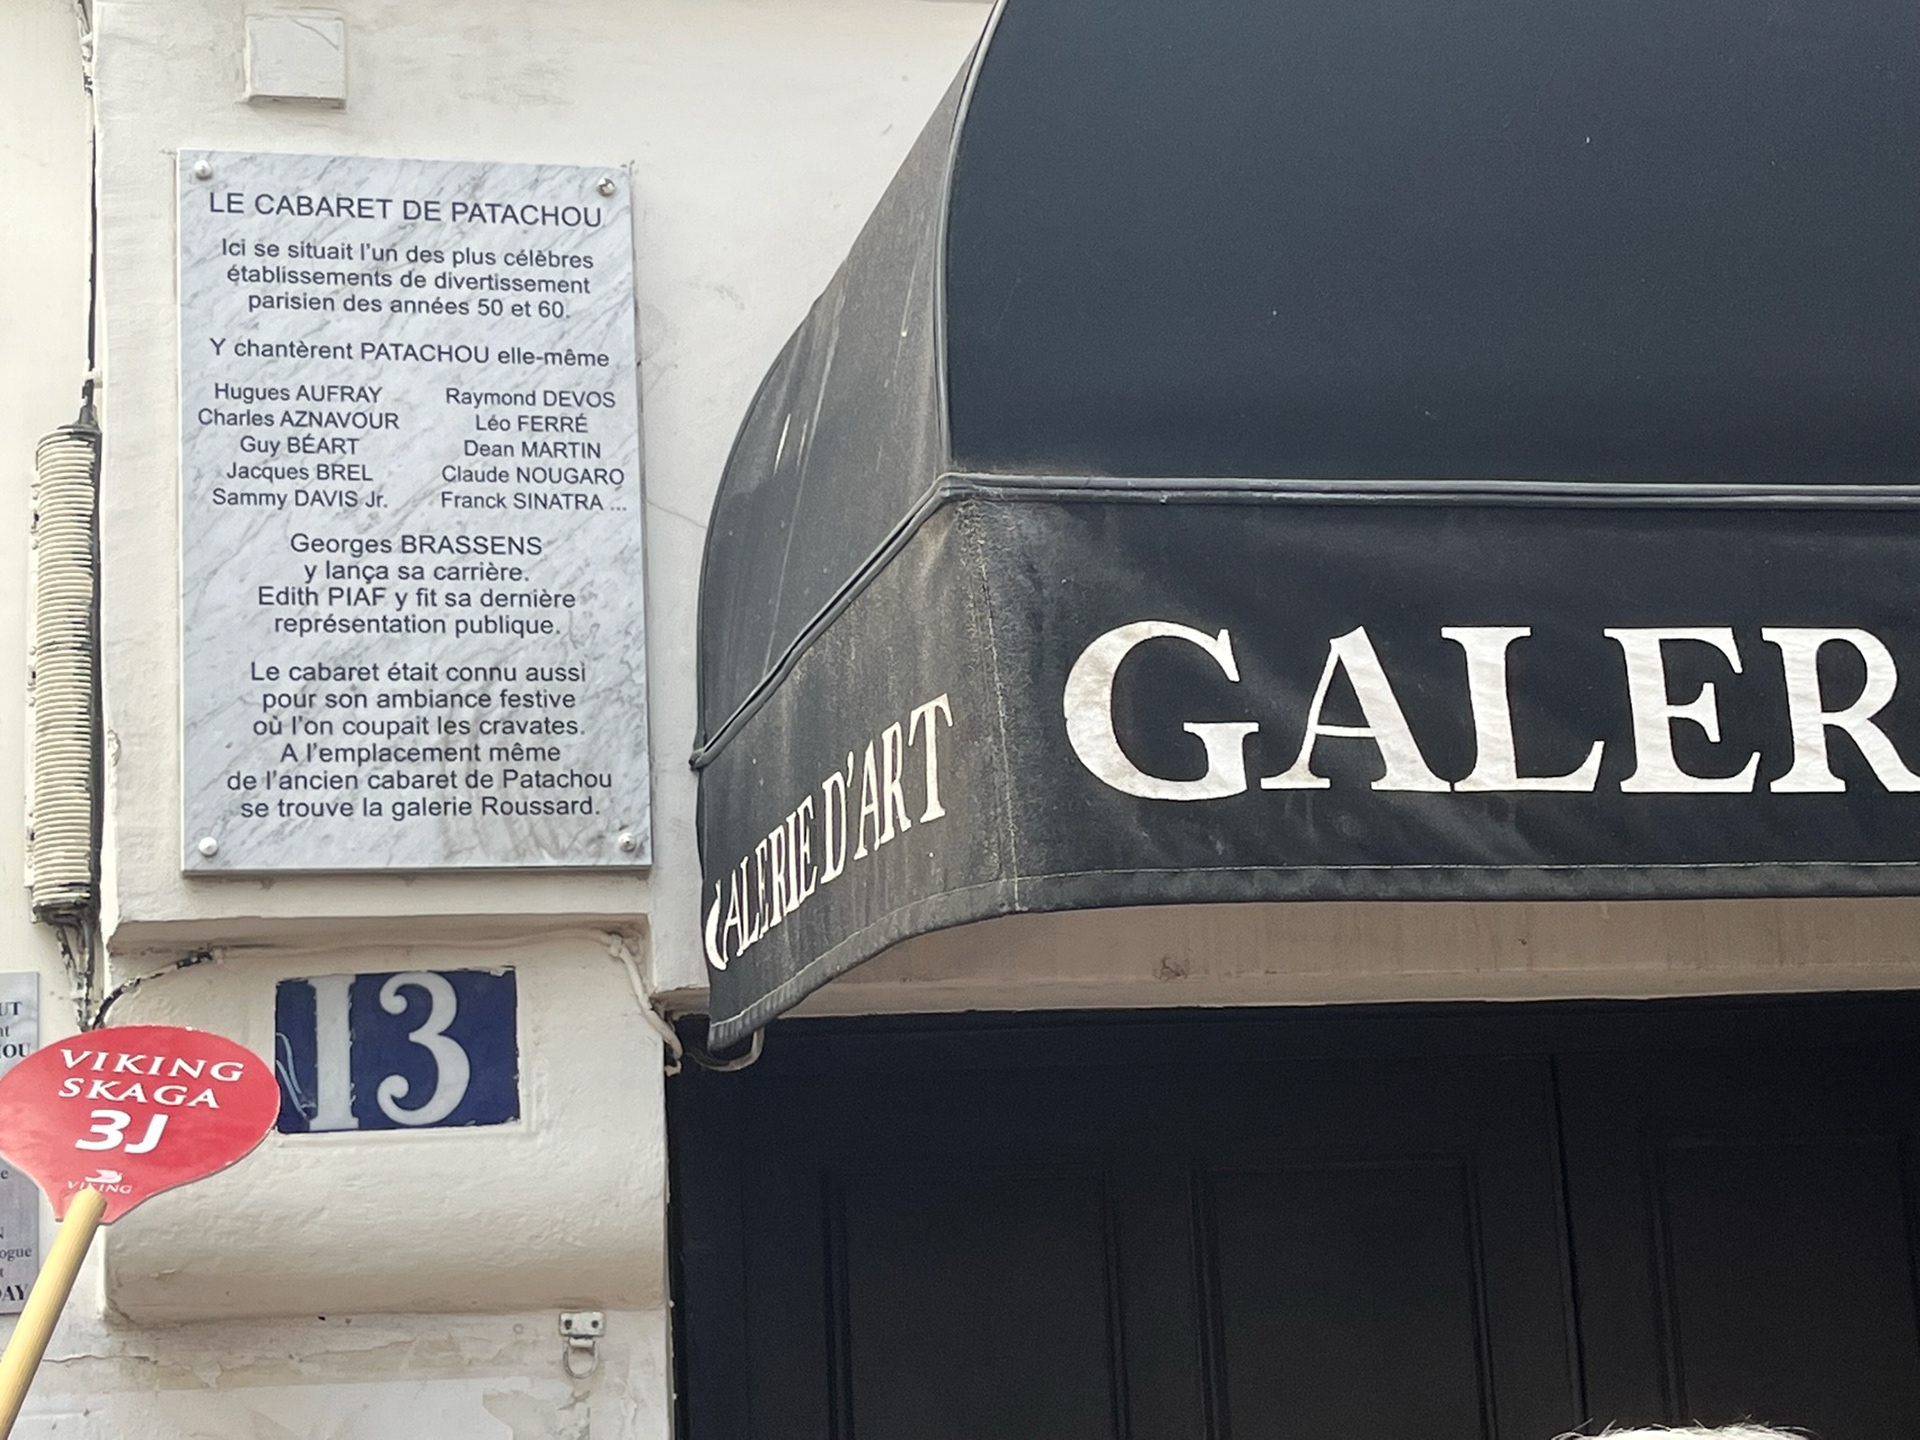 LE CABARET DE PATACHOU
Ici se situait l'un des plus célèbres
établissements de divertissement
parisien des années 50 et 60.
Y chantèrent PATACHOU elle-même
Hugues AUFRAY
Charles AZNAVOUR
Guy BÉART
Jacques BREL
Sammy DAVIS Jr.
Raymond DEVOS
Léo FERRÉ
Dean MARTIN
Claude NOUGARO
Franck SINATRA ...
Georges BRASSENS
y lança sa carrière.
Edith PIAF y fit sa dernière
représentation publique.
Le cabaret était connu aussi
pour son ambiance festive
où l'on coupait les cravates.
A l'emplacement même
de l'ancien cabaret de Patachou
se trouve la galerie Roussard.
GALERIE D'ART
GALER
13
VIKING
SKAGA
3J
VIKING